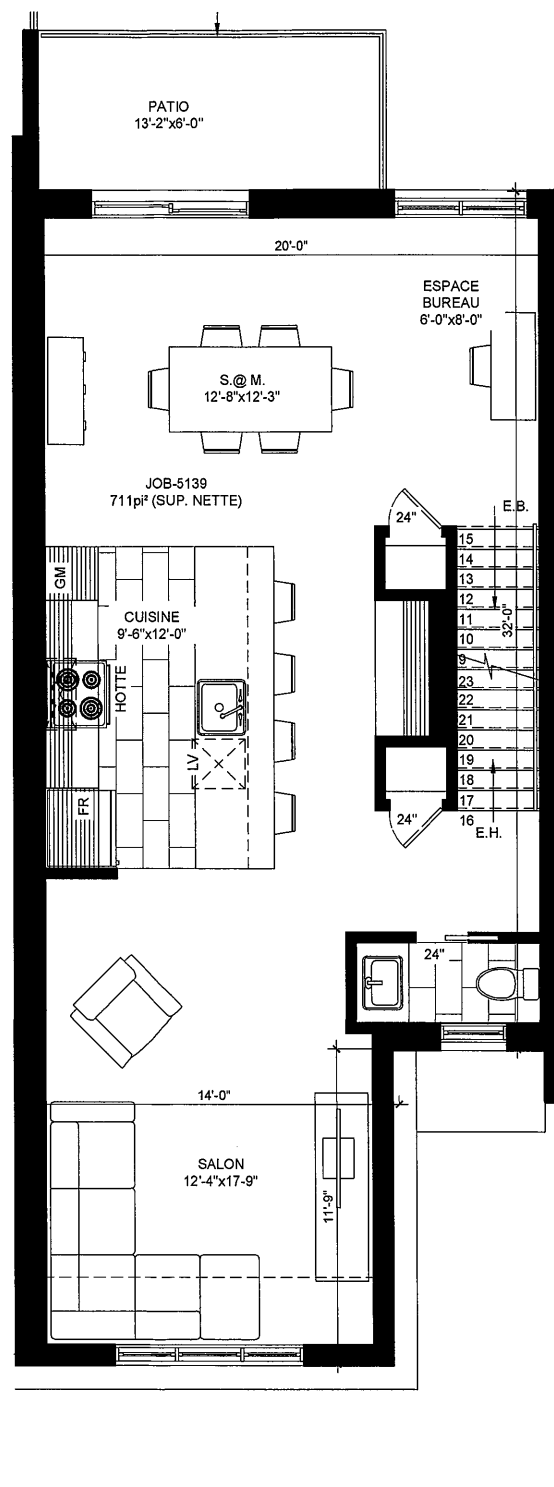 PATIO
13'-2"x6'-0"
20'-0"
ESPACE
BUREAU
6'-0"x8'-0"
S.@ M.
12'-8"x12'-3"
JOB-5139
711pi² (SUP. NETTE)
24"
E.B.
15
14
13
12
11
10
9
23
22
21
20
19
18
17
16
32'-0"
E.H.
GM
CUISINE
9'-6"x12'-0"
HOTTE
LV
FR
24"
24"
14'-0"
SALON
12'-4"x17-9"
11'-9"